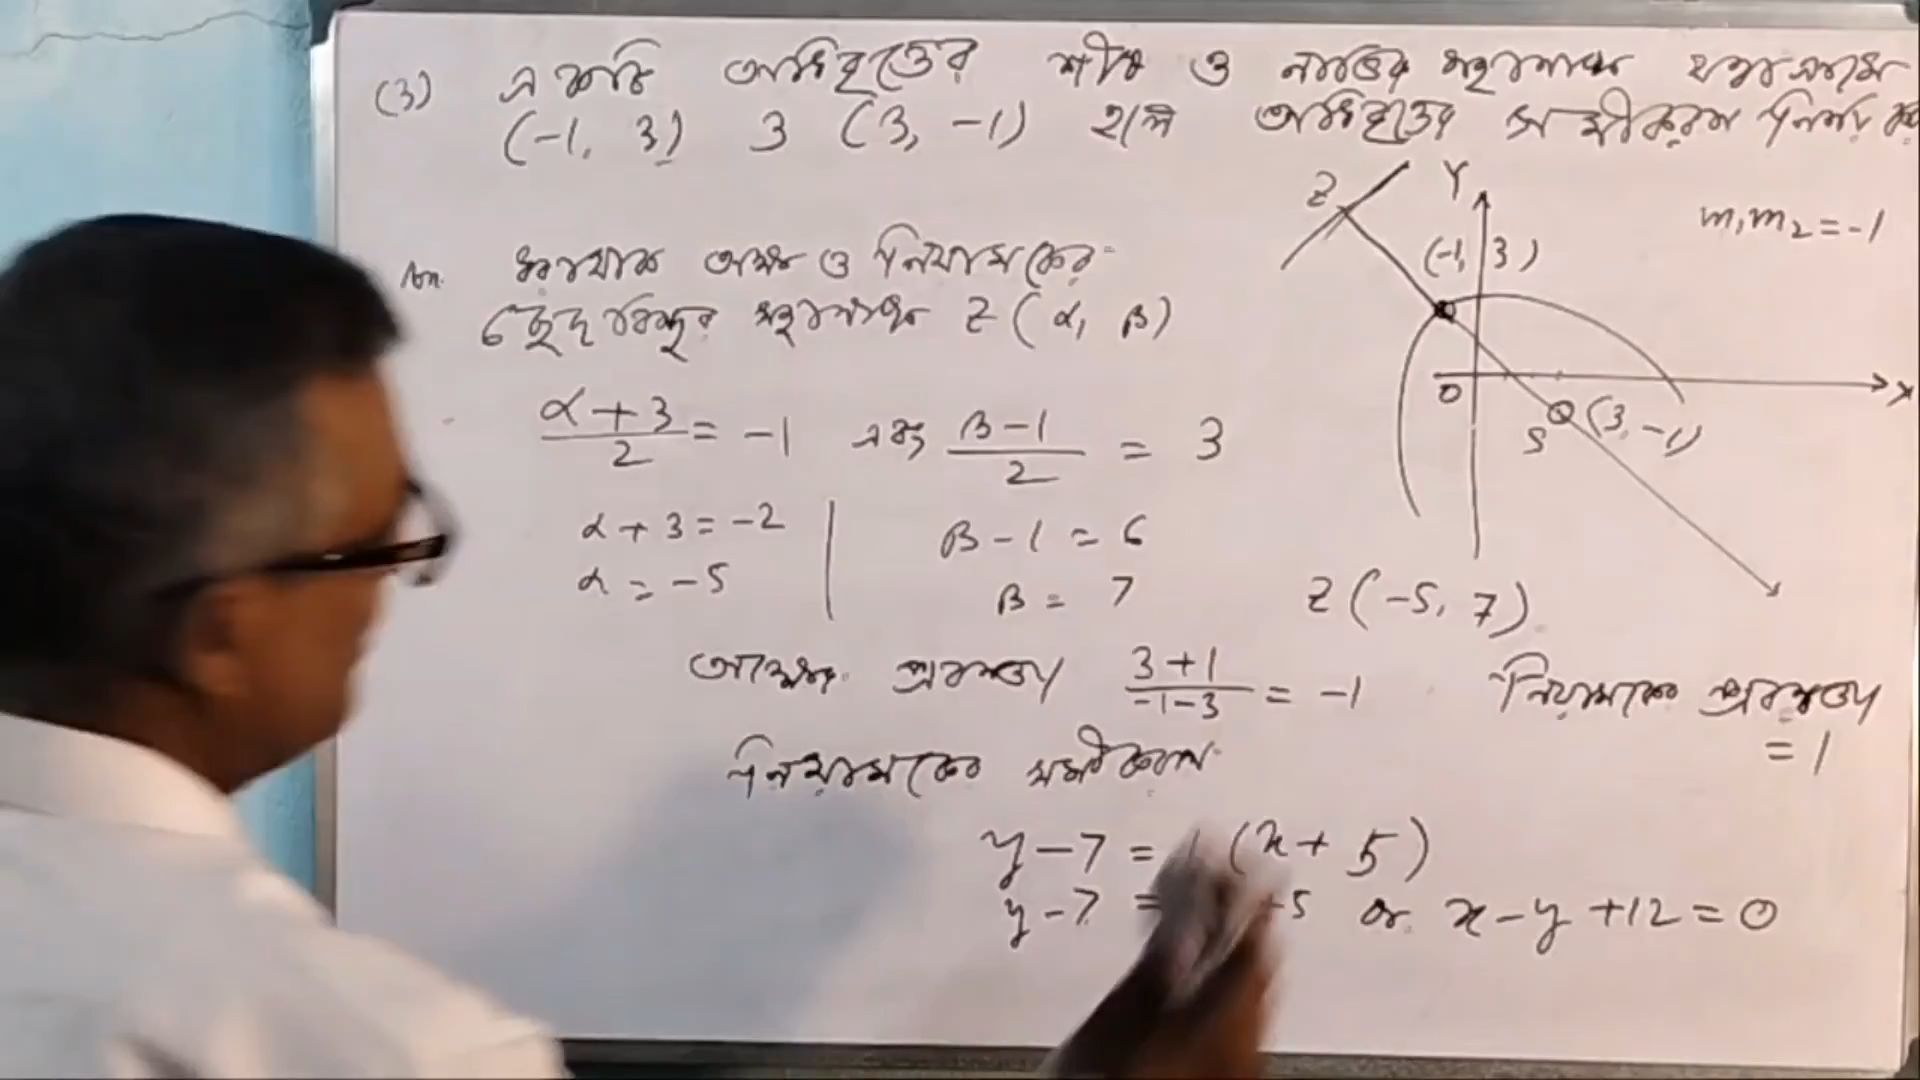 (3) একটি অধিবৃত্তের শীর্ষ ও নাভির স্থানাঙ্ক যথাক্রমে
(-1, 3) ও (3, -1) হলে অধিবৃত্তের সমীকরণ নির্ণয় কর
Z
Y
m₁m₂ = -1
(-1, 3)
An. ধরাযাক অক্ষ ও নিয়ামকের
ছেদবিন্দুর স্থানাঙ্ক Z (α, β)
O
X
S (3, -1)
(α + 3)/2 = -1 এবং (β - 1)/2 = 3
α + 3 = -2 | β - 1 = 6
α = -5 β = 7 Z (-5, 7)
অক্ষের প্রবণতা (3+1)/(-1-3) = -1 নিয়ামকের প্রবণতা
= 1
নিয়ামকের সমীকরণ
y - 7 = 1 (x + 5)
y - 7 = +5 or x - y + 12 = 0